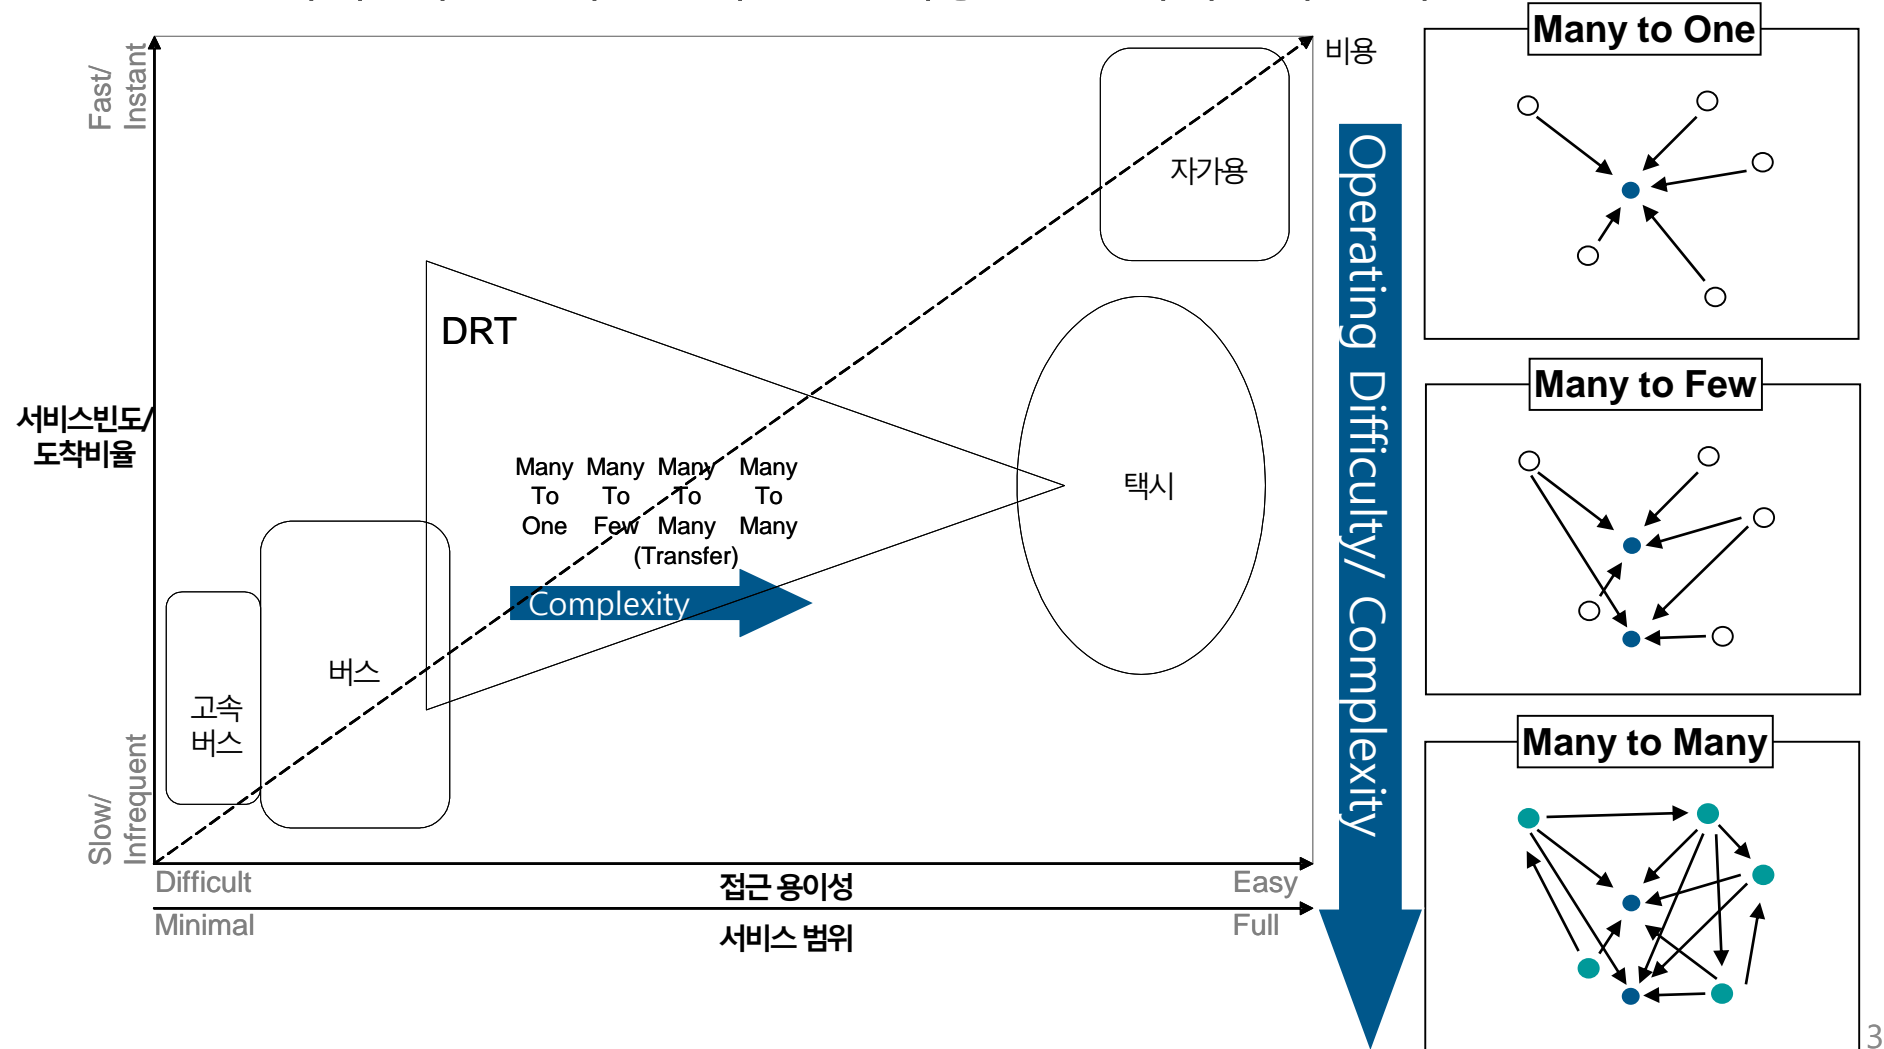 Fast/
Instant
비용
자가용
DRT
서비스빈도/
도착비율
Many Many Many Many
To To To To
One Few Many Many
(Transfer)
Complexity
택시
버스
고속
버스
Slow/
Infrequent
Difficult
접근 용이성
Easy
Minimal
서비스 범위
Full
Operating Difficulty/ Complexity
Many to One
Many to Few
Many to Many
3